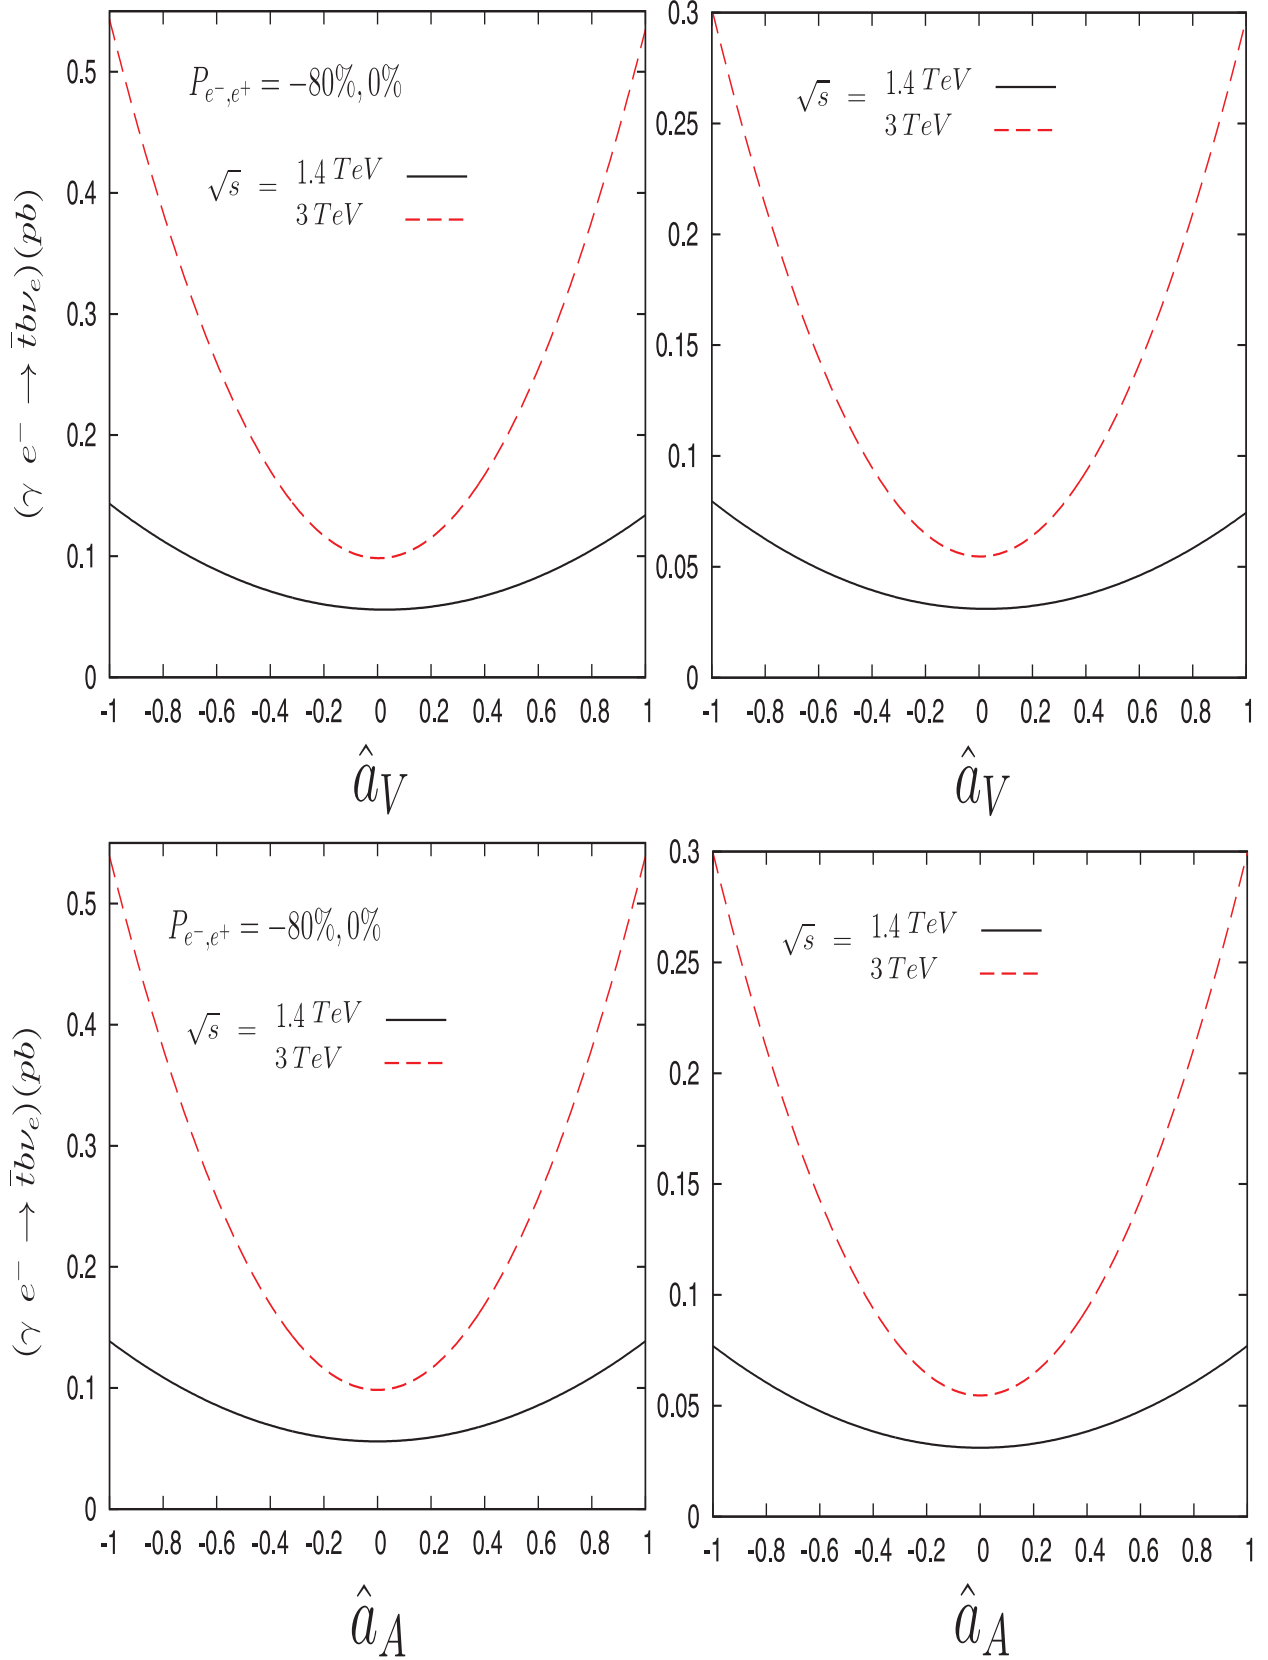 (γ e⁻ → t̄bν_e)(pb)
0.5
0.4
0.3
0.2
0.1
0
P_{e⁻,e⁺} = −80%, 0%
√s = 1.4 TeV
3 TeV
-1 -0.8 -0.6 -0.4 -0.2 0 0.2 0.4 0.6 0.8 1
â_V
0.3
0.25
0.2
0.15
0.1
0.05
0
√s = 1.4 TeV
3 TeV
-1 -0.8 -0.6 -0.4 -0.2 0 0.2 0.4 0.6 0.8 1
â_V
(γ e⁻ → t̄bν_e)(pb)
0.5
0.4
0.3
0.2
0.1
0
P_{e⁻,e⁺} = −80%, 0%
√s = 1.4 TeV
3 TeV
-1 -0.8 -0.6 -0.4 -0.2 0 0.2 0.4 0.6 0.8 1
â_A
0.3
0.25
0.2
0.15
0.1
0.05
0
√s = 1.4 TeV
3 TeV
-1 -0.8 -0.6 -0.4 -0.2 0 0.2 0.4 0.6 0.8 1
â_A